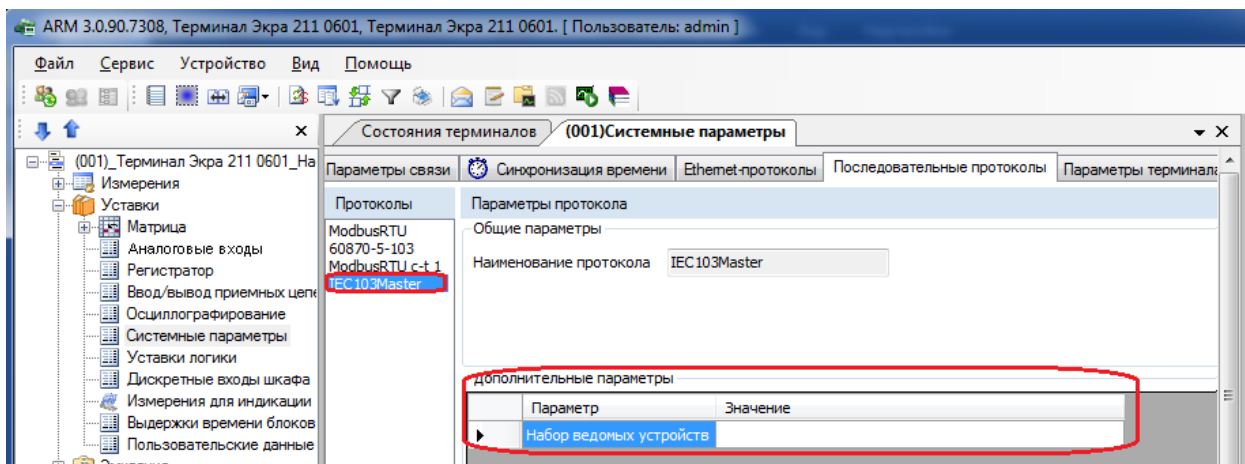 ARM 3.0.90.7308, Терминал Экра 211 0601, Терминал Экра 211 0601. [ Пользователь: admin ]
Файл Сервис Устройство Вид Помощь
Состояния терминалов (001)Системные параметры
(001)_Терминал Экра 211 0601_На
Измерения
Уставки
Матрица
Аналоговые входы
Регистратор
Ввод/вывод приемных цепе
Осциллографирование
Системные параметры
Уставки логики
Дискретные входы шкафа
Измерения для индикации
Выдержки времени блоков
Пользовательские данные
Параметры связи Синхронизация времени Ethernet-протоколы Последовательные протоколы Параметры терминала
Протоколы
ModbusRTU
60870-5-103
ModbusRTU c-t 1
IEC103Master
Параметры протокола
Общие параметры
Наименование протокола IEC103Master
Дополнительные параметры
Параметр Значение
Набор ведомых устройств